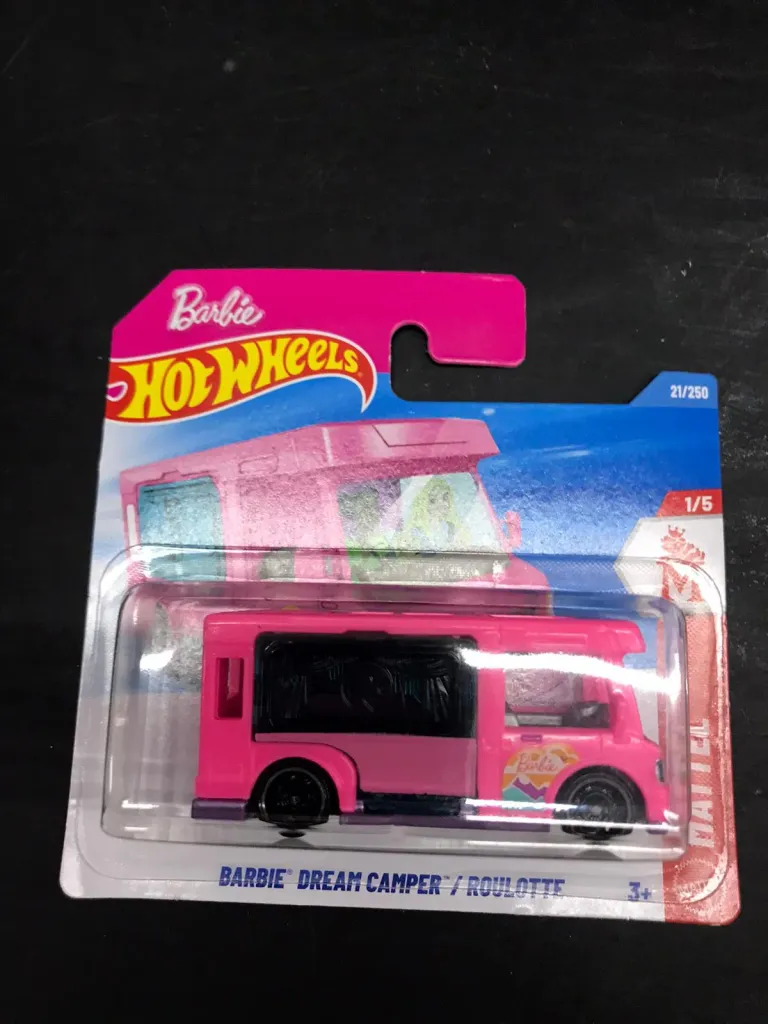 Barbie
HOT WHEELS
21/250
1/5
Barbie
MATTEL
BARBIE® DREAM CAMPER™ / ROULOTTE
3+